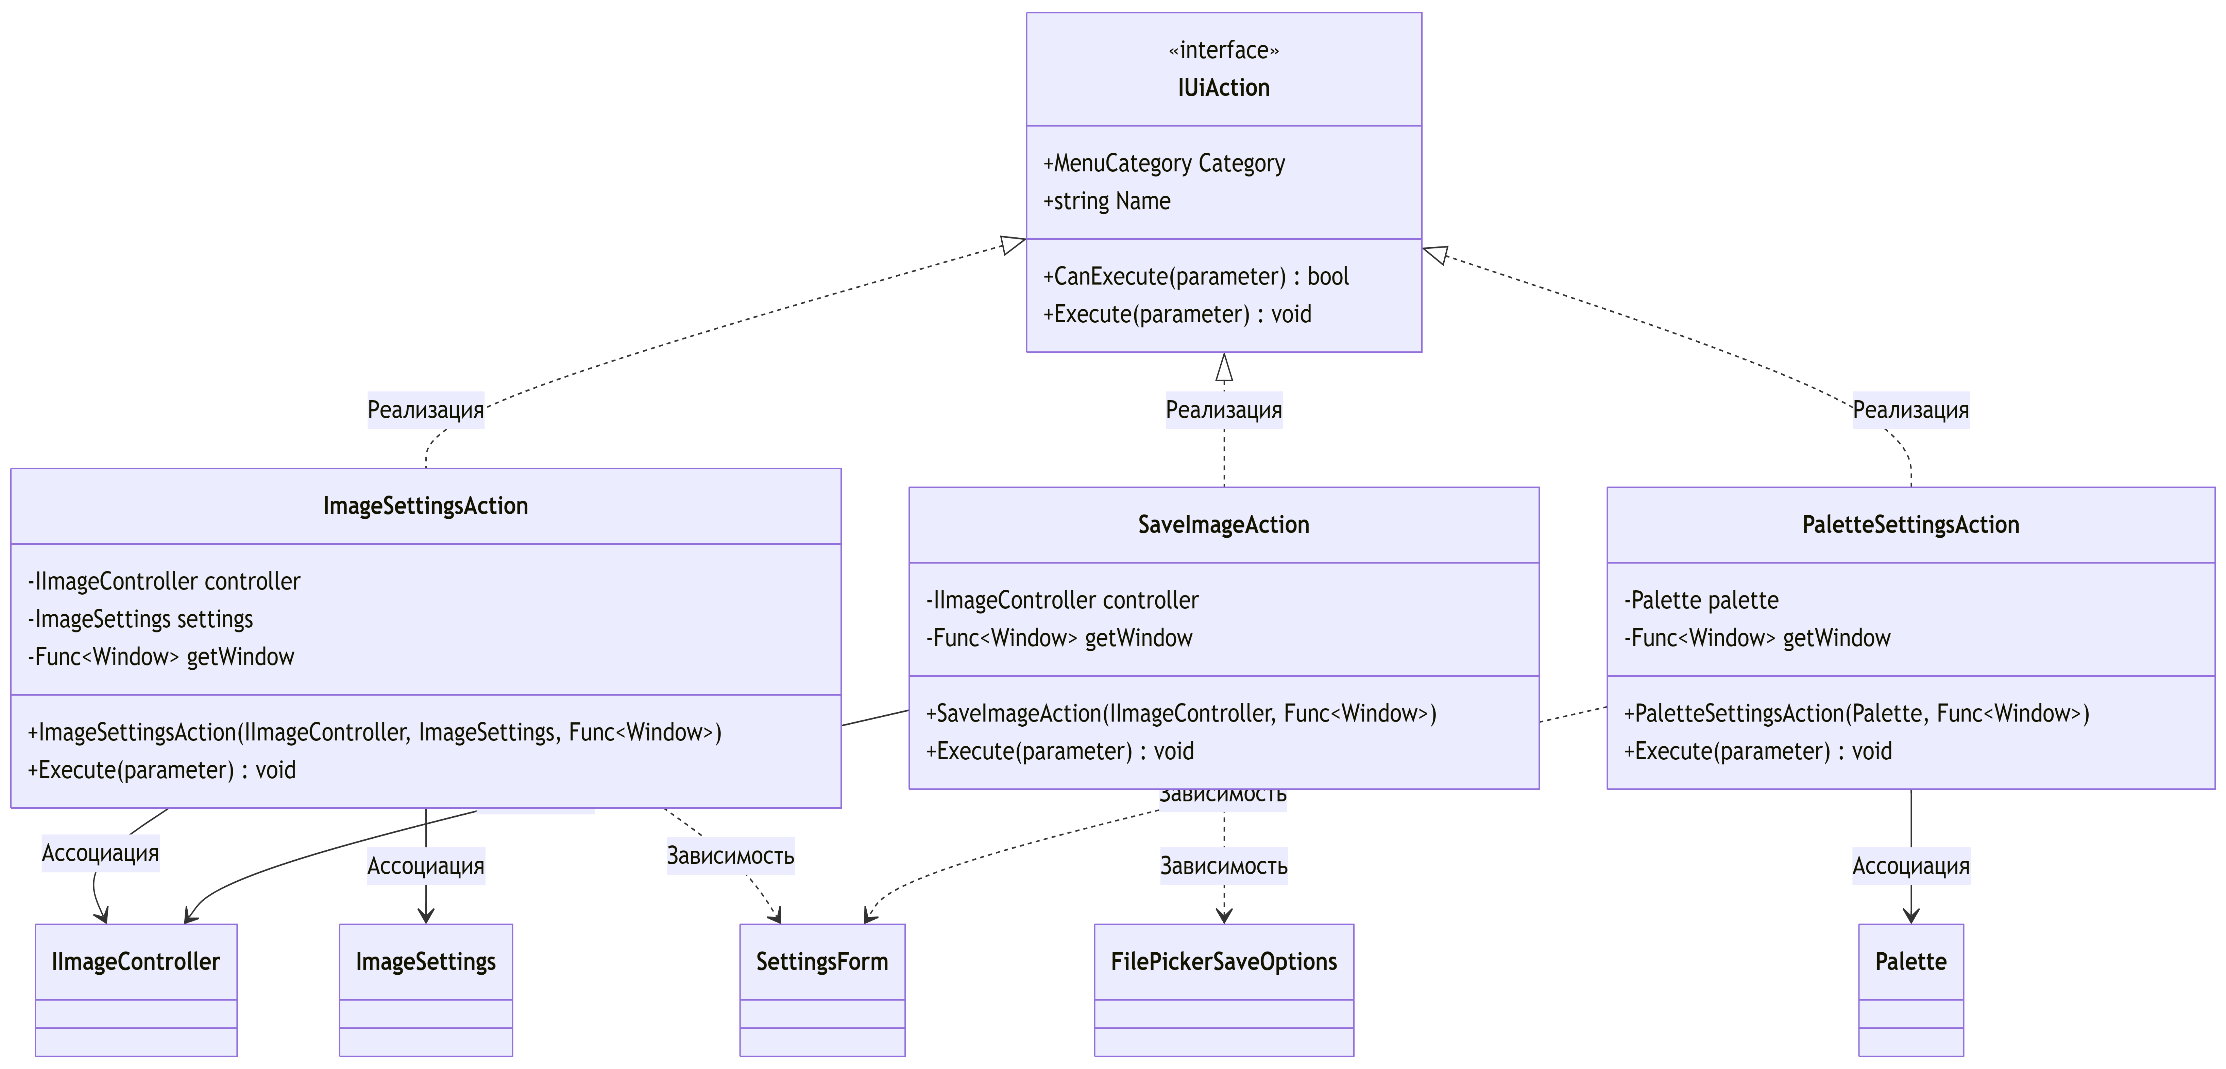 «interface»
IUiAction
+MenuCategory Category
+string Name
+CanExecute(parameter) : bool
+Execute(parameter) : void
Реализация
Реализация
Реализация
ImageSettingsAction
-IImageController controller
-ImageSettings settings
-Func<Window> getWindow
+ImageSettingsAction(IImageController, ImageSettings, Func<Window>)
+Execute(parameter) : void
SaveImageAction
-IImageController controller
-Func<Window> getWindow
+SaveImageAction(IImageController, Func<Window>)
+Execute(parameter) : void
PaletteSettingsAction
-Palette palette
-Func<Window> getWindow
+PaletteSettingsAction(Palette, Func<Window>)
+Execute(parameter) : void
Зависимость
Ассоциация
Ассоциация
Зависимость
Зависимость
Ассоциация
IImageController
ImageSettings
SettingsForm
FilePickerSaveOptions
Palette